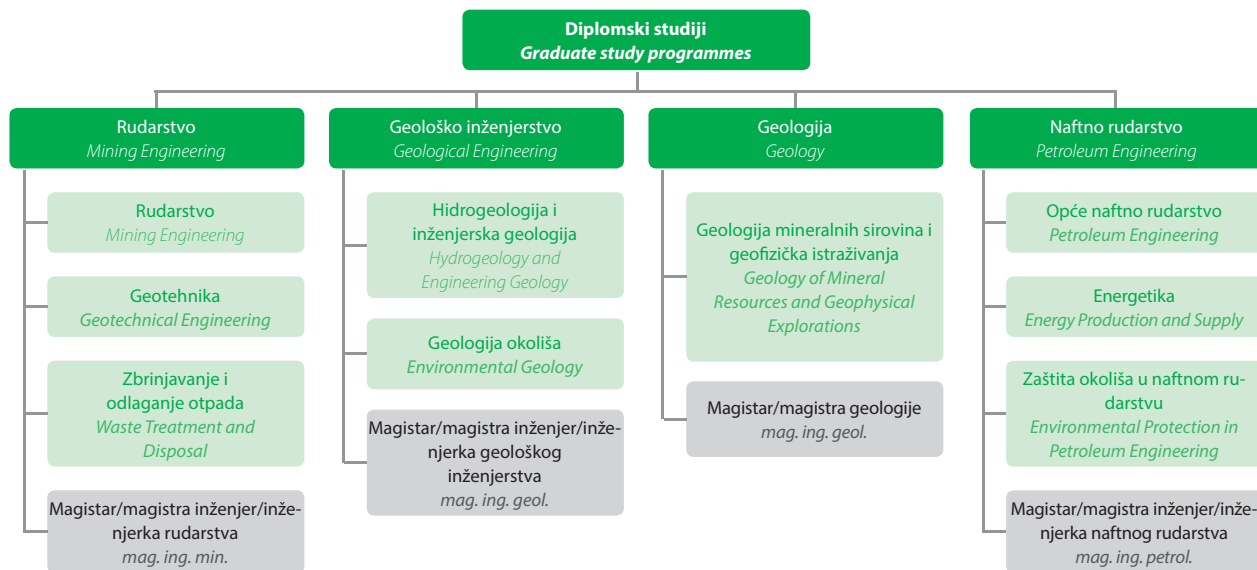 Diplomski studiji
Graduate study programmes
Rudarstvo
Mining Engineering
Rudarstvo
Mining Engineering
Geotehnika
Geotechnical Engineering
Zbrinjavanje i
odlaganje otpada
Waste Treatment and
Disposal
Magistar/magistra inženjer/inže-
njerka rudarstva
mag. ing. min.
Geološko inženjerstvo
Geological Engineering
Hidrogeologija i
inženjerska geologija
Hydrogeology and
Engineering Geology
Geologija okoliša
Environmental Geology
Magistar/magistra inženjer/inže-
njerka geološkog
inženjerstva
mag. ing. geol.
Geologija
Geology
Geologija mineralnih sirovina i
geofizička istraživanja
Geology of Mineral
Resources and Geophysical
Explorations
Magistar/magistra geologije
mag. ing. geol.
Naftno rudarstvo
Petroleum Engineering
Opće naftno rudarstvo
Petroleum Engineering
Energetika
Energy Production and Supply
Zaštita okoliša u naftnom ru-
darstvu
Environmental Protection in
Petroleum Engineering
Magistar/magistra inženjer/inže-
njerka naftnog rudarstva
mag. ing. petrol.